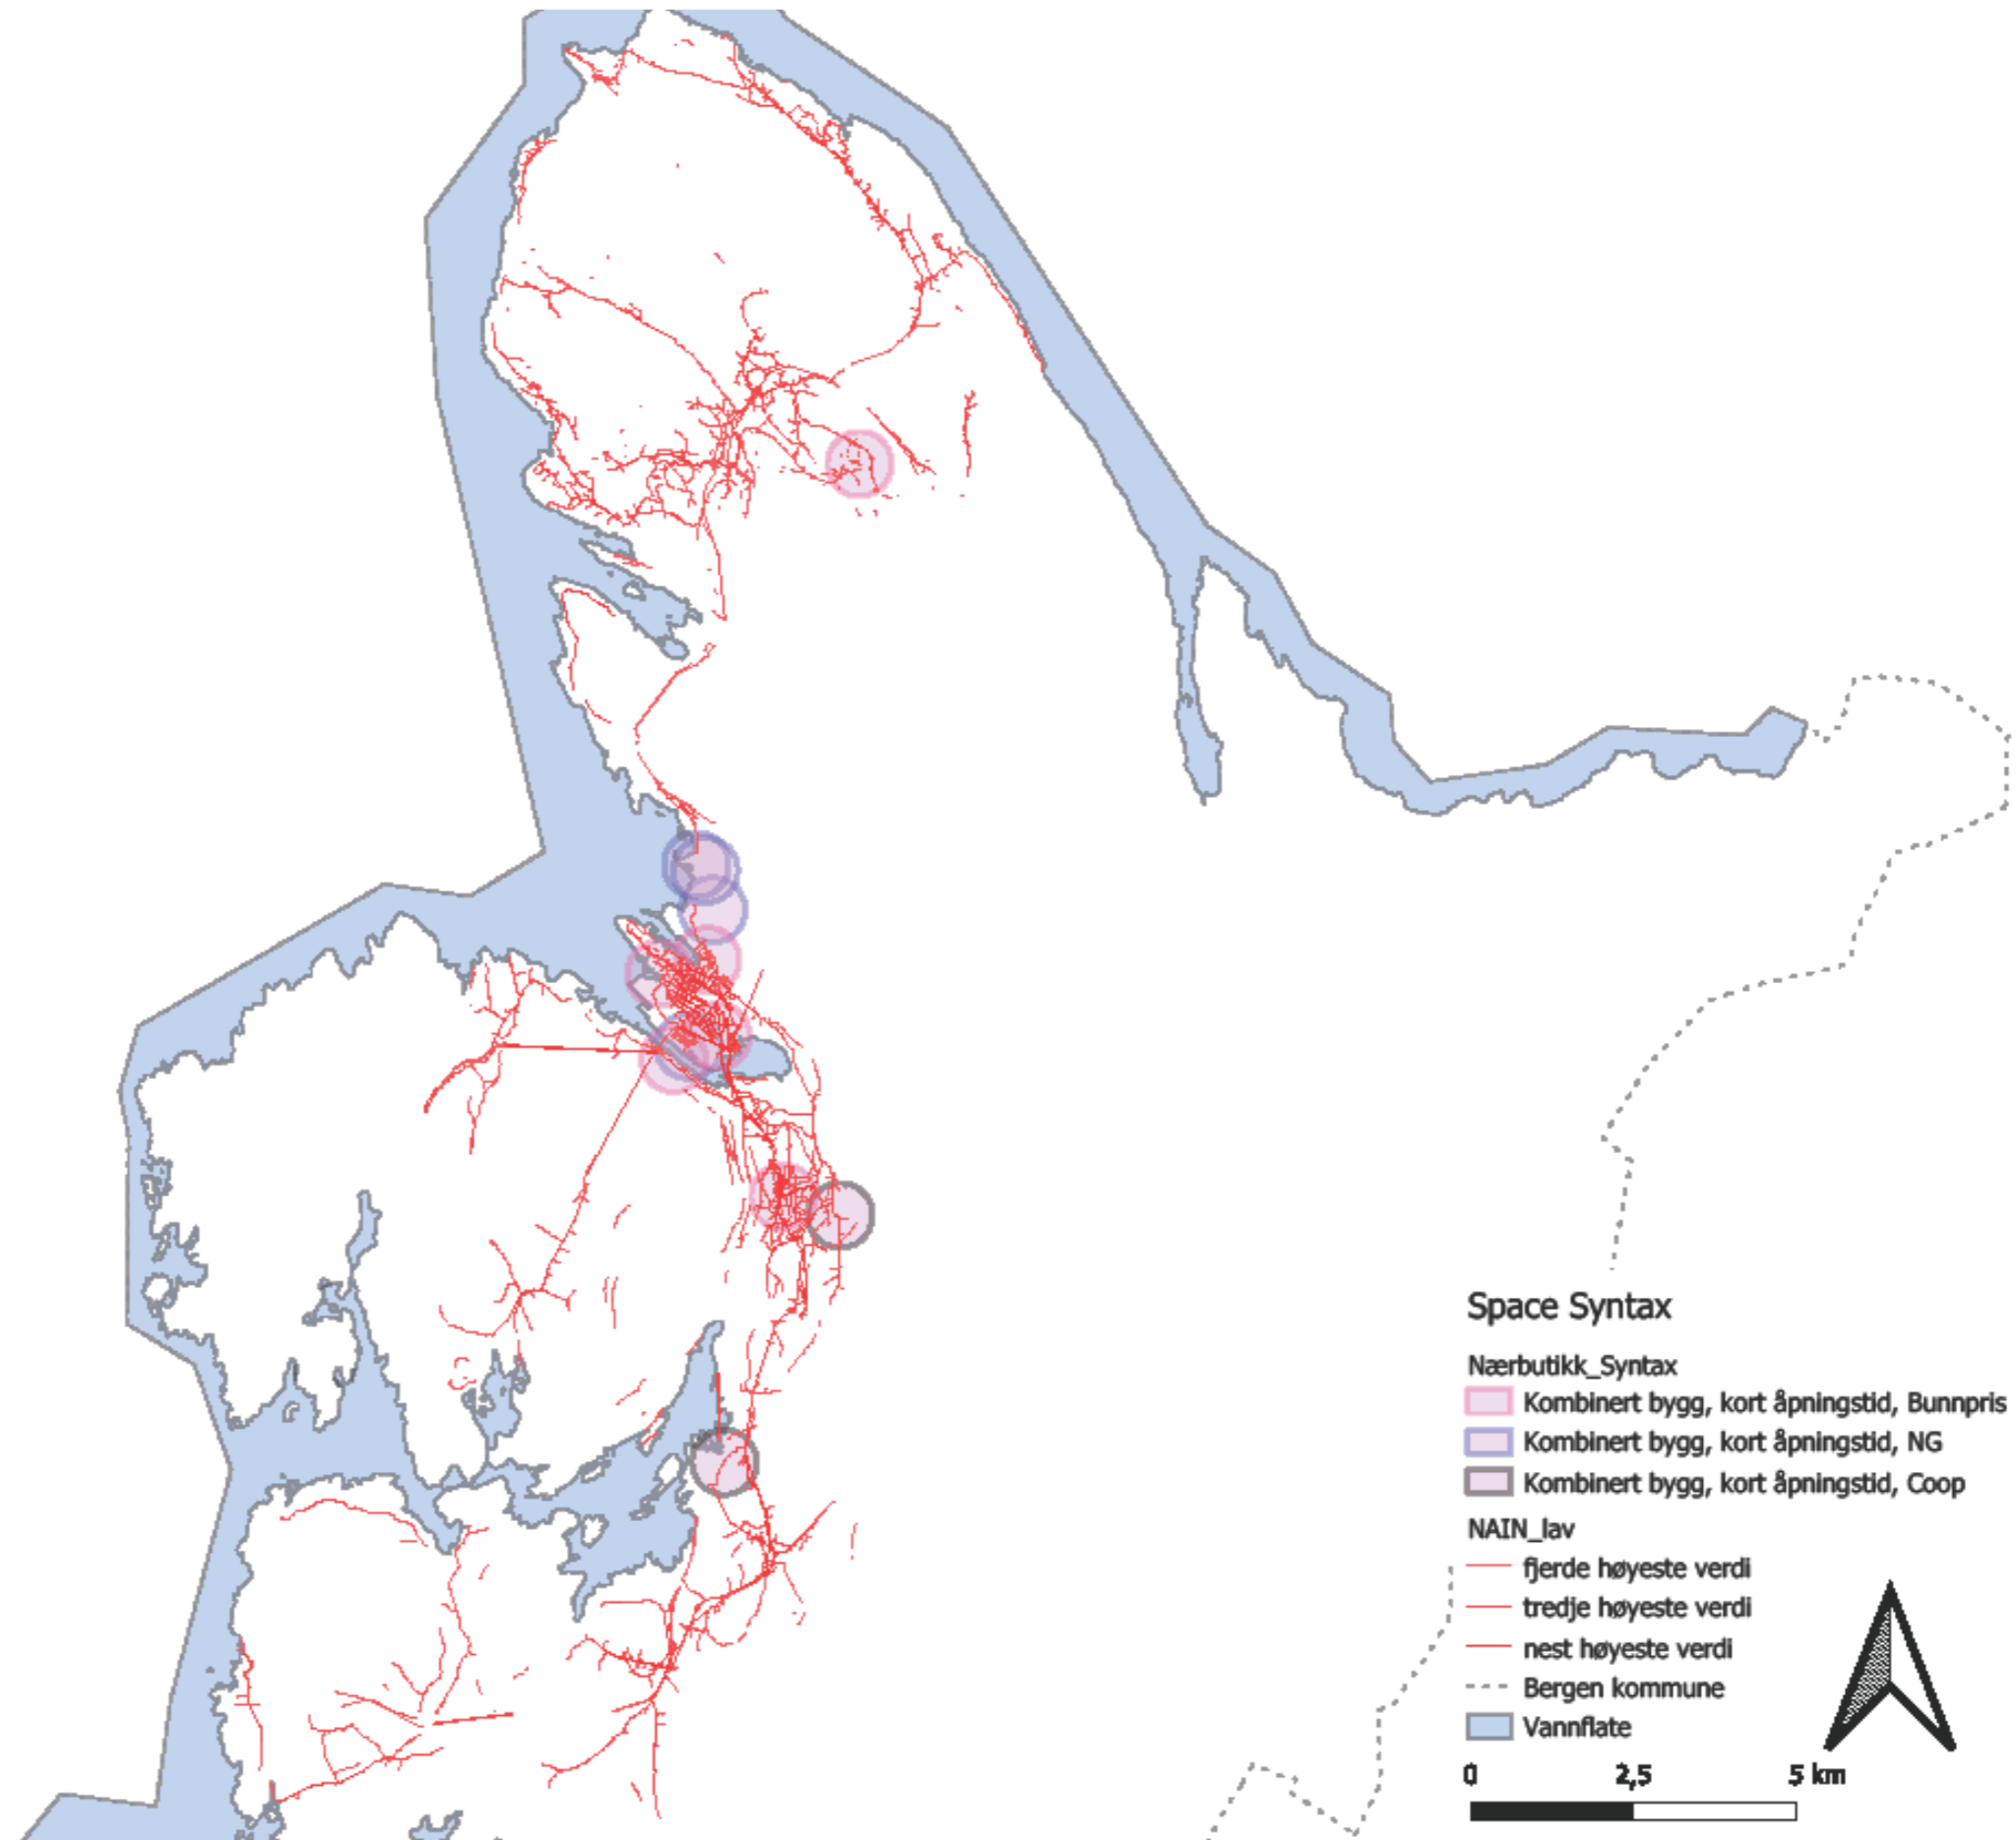 Space Syntax
Nærbutikk_Syntax
Kombinert bygg, kort åpningstid, Bunnpris
Kombinert bygg, kort åpningstid, NG
Kombinert bygg, kort åpningstid, Coop
NAIN_lav
fjerde høyeste verdi
tredje høyeste verdi
nest høyeste verdi
Bergen kommune
Vannflate
0 2,5 5 km